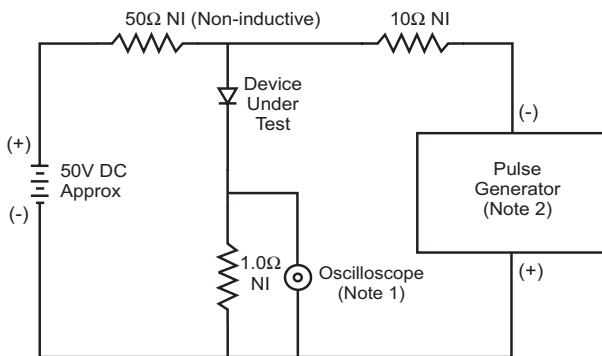 50Ω NI (Non-inductive)
10Ω NI
Device
Under
Test
(-)
(+)
50V DC
Approx
(-)
Pulse
Generator
(Note 2)
1.0Ω
NI
Oscilloscope
(Note 1)
(+)